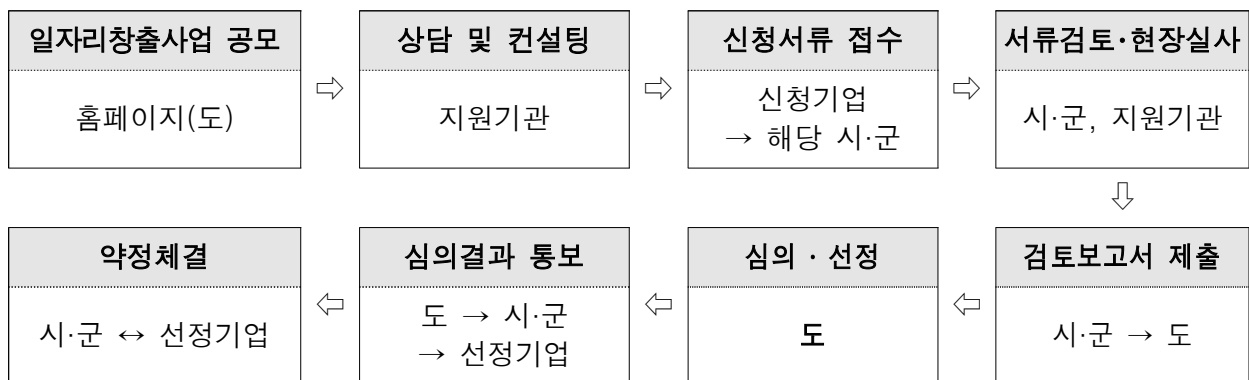 일자리창출사업 공모
홈페이지(도)
⇨
상담 및 컨설팅
지원기관
⇨
신청서류 접수
신청기업
→ 해당 시·군
⇨
서류검토·현장실사
시·군, 지원기관
⇩
검토보고서 제출
시·군 → 도
⇦
심의 · 선정
도
⇦
심의결과 통보
도 → 시·군
→ 선정기업
⇦
약정체결
시·군 ↔ 선정기업